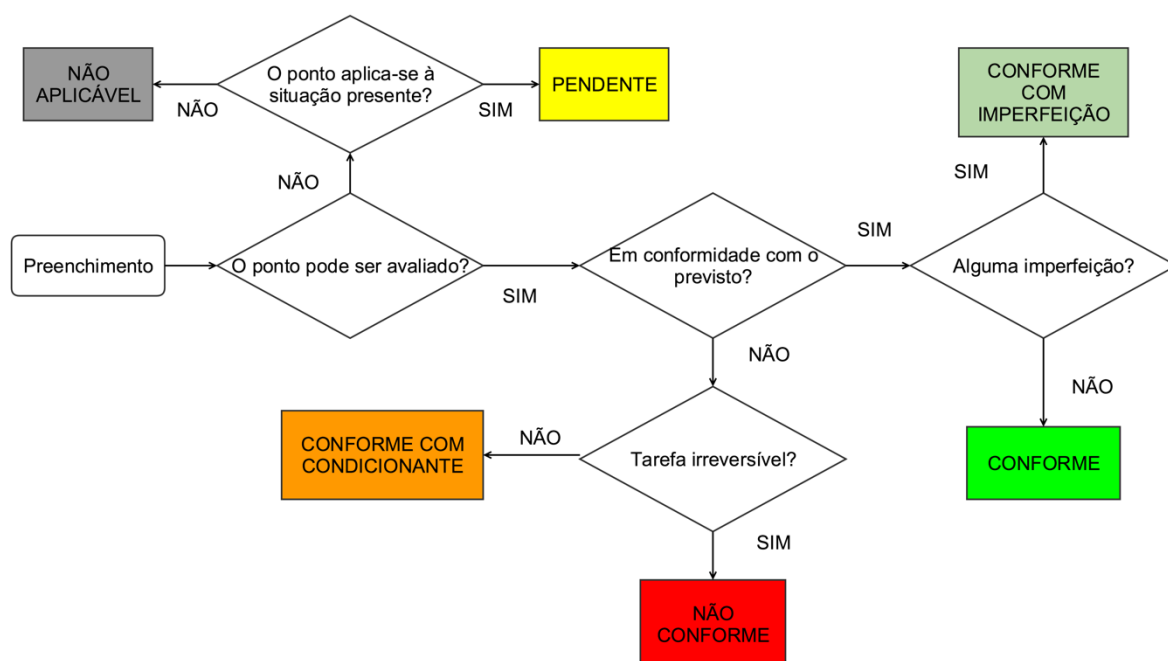 NÃO
APLICÁVEL
NÃO
O ponto aplica-se à
situação presente?
SIM
PENDENTE
CONFORME
COM
IMPERFEIÇÃO
NÃO
SIM
Preenchimento
O ponto pode ser avaliado?
SIM
Em conformidade com o
previsto?
SIM
Alguma imperfeição?
NÃO
NÃO
CONFORME COM
CONDICIONANTE
NÃO
Tarefa irreversível?
CONFORME
SIM
NÃO
CONFORME